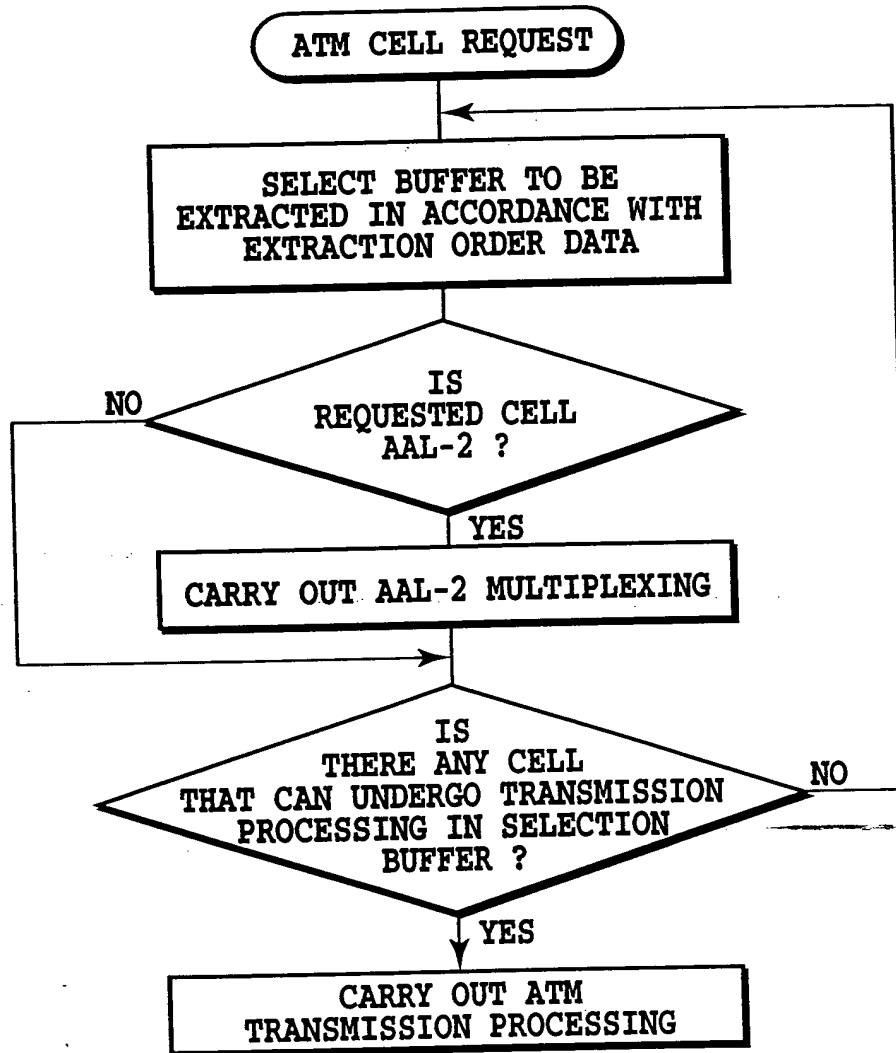 ATM CELL REQUEST
SELECT BUFFER TO BE
EXTRACTED IN ACCORDANCE WITH
EXTRACTION ORDER DATA
IS
REQUESTED CELL
AAL-2 ?
NO
YES
CARRY OUT AAL-2 MULTIPLEXING
IS
THERE ANY CELL
THAT CAN UNDERGO TRANSMISSION
PROCESSING IN SELECTION
BUFFER ?
NO
YES
CARRY OUT ATM
TRANSMISSION PROCESSING